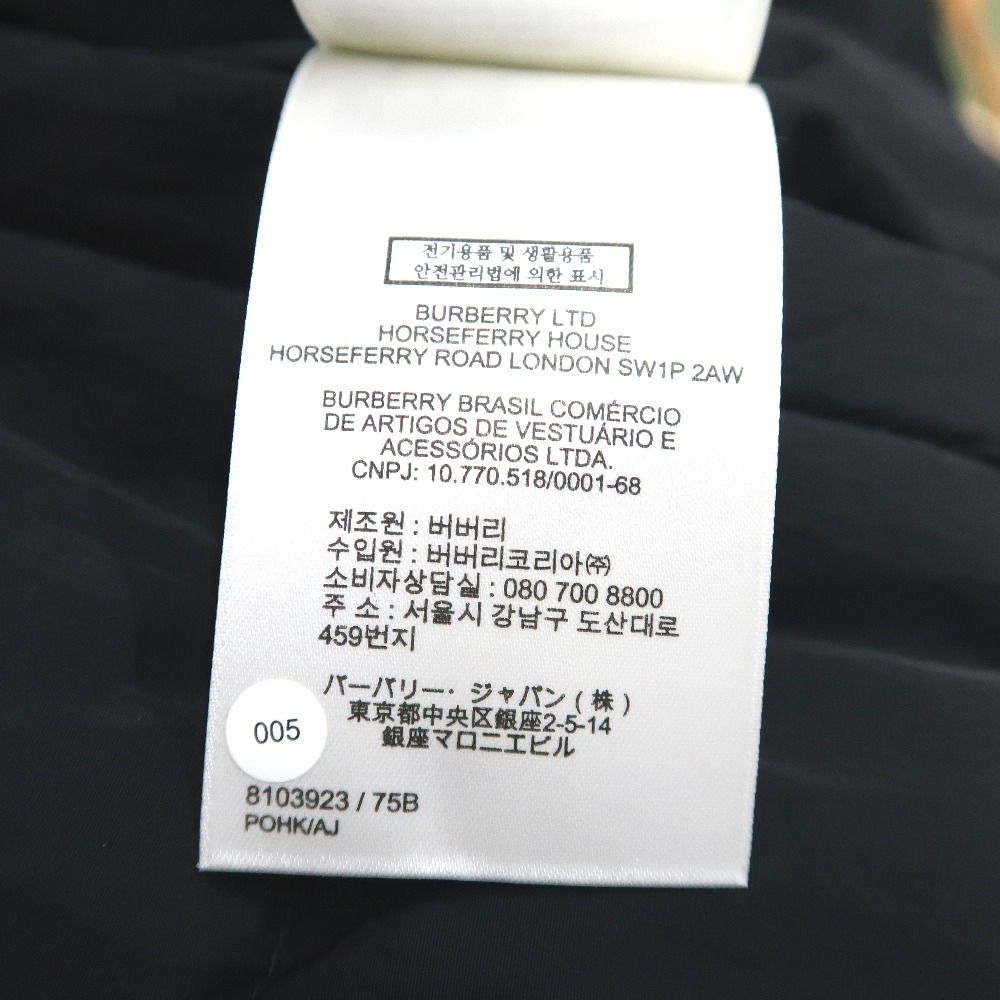 전기용품 및 생활용품
안전관리법에 의한 표시
BURBERRY LTD
HORSEFERRY HOUSE
HORSEFERRY ROAD LONDON SW1P 2AW
BURBERRY BRASIL COMÉRCIO
DE ARTIGOS DE VESTUÁRIO E
ACESSÓRIOS LTDA.
CNPJ: 10.770.518/0001-68
제조원 : 버버리
수입원 : 버버리코리아㈜
소비자상담실 : 080 700 8800
주 소 : 서울시 강남구 도산대로
459번지
バーバリー・ジャパン ( 株 )
東京都中央区銀座2-5-14
銀座マロニエビル
005
8103923 / 75B
POHK/AJ